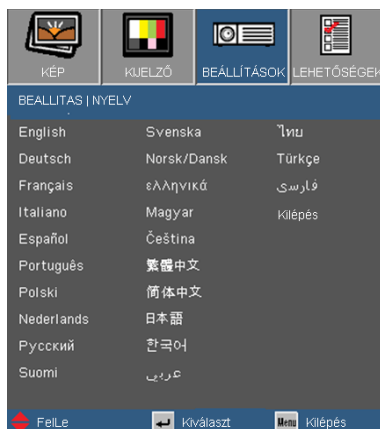 KÉP KIJELZŐ BEÁLLÍTÁSOK LEHETŐSÉGEK
BEALLITAS | NYELV
English Svenska ไทย
Deutsch Norsk/Dansk Türkçe
Français ελληνικά فارسی
Italiano Magyar Kilépés
Español Čeština
Português 繁體中文
Polski 简体中文
Nederlands 日本語
Русский 한국어
Suomi عربي
FelLe Kiválaszt Menu Kilépés